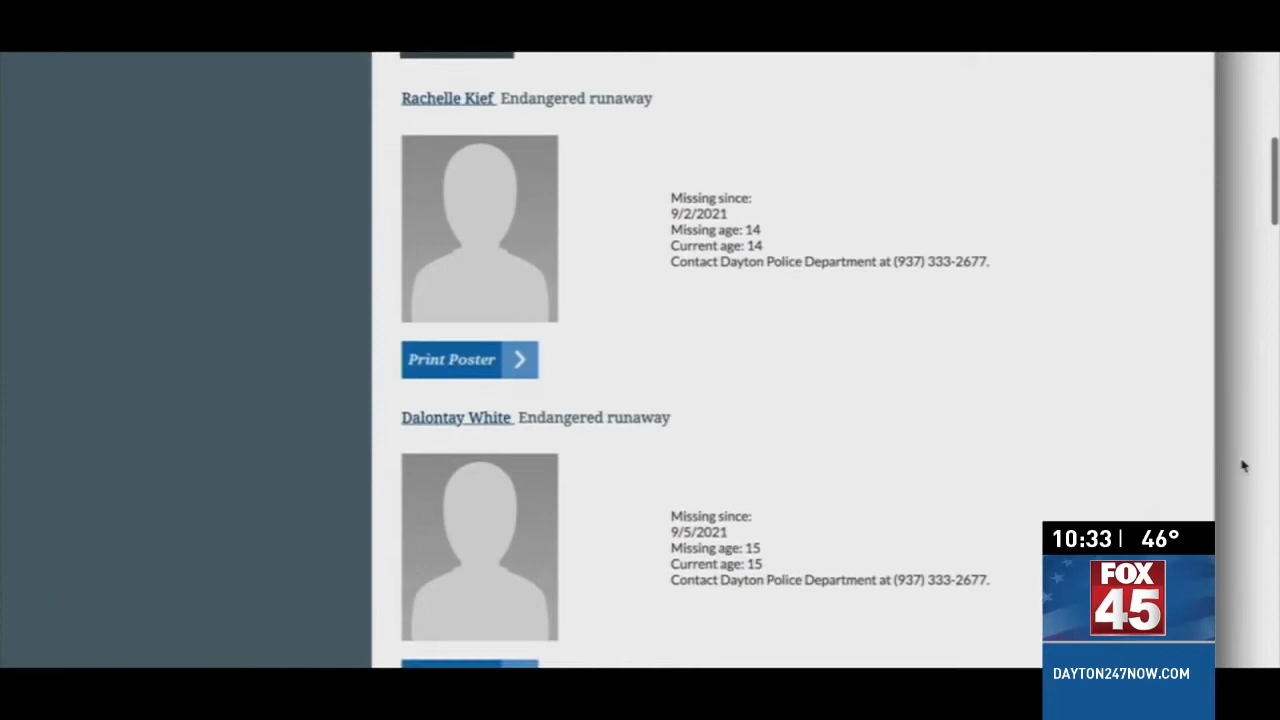 Rachelle Kief Endangered runaway
Missing since:
9/2/2021
Missing age: 14
Current age: 14
Contact Dayton Police Department at (937) 333-2677.
Print Poster
Dalontay White Endangered runaway
Missing since:
9/5/2021
Missing age: 15
Current age: 15
Contact Dayton Police Department at (937) 333-2677.
10:33 | 46°
FOX
45
DAYTON247NOW.COM